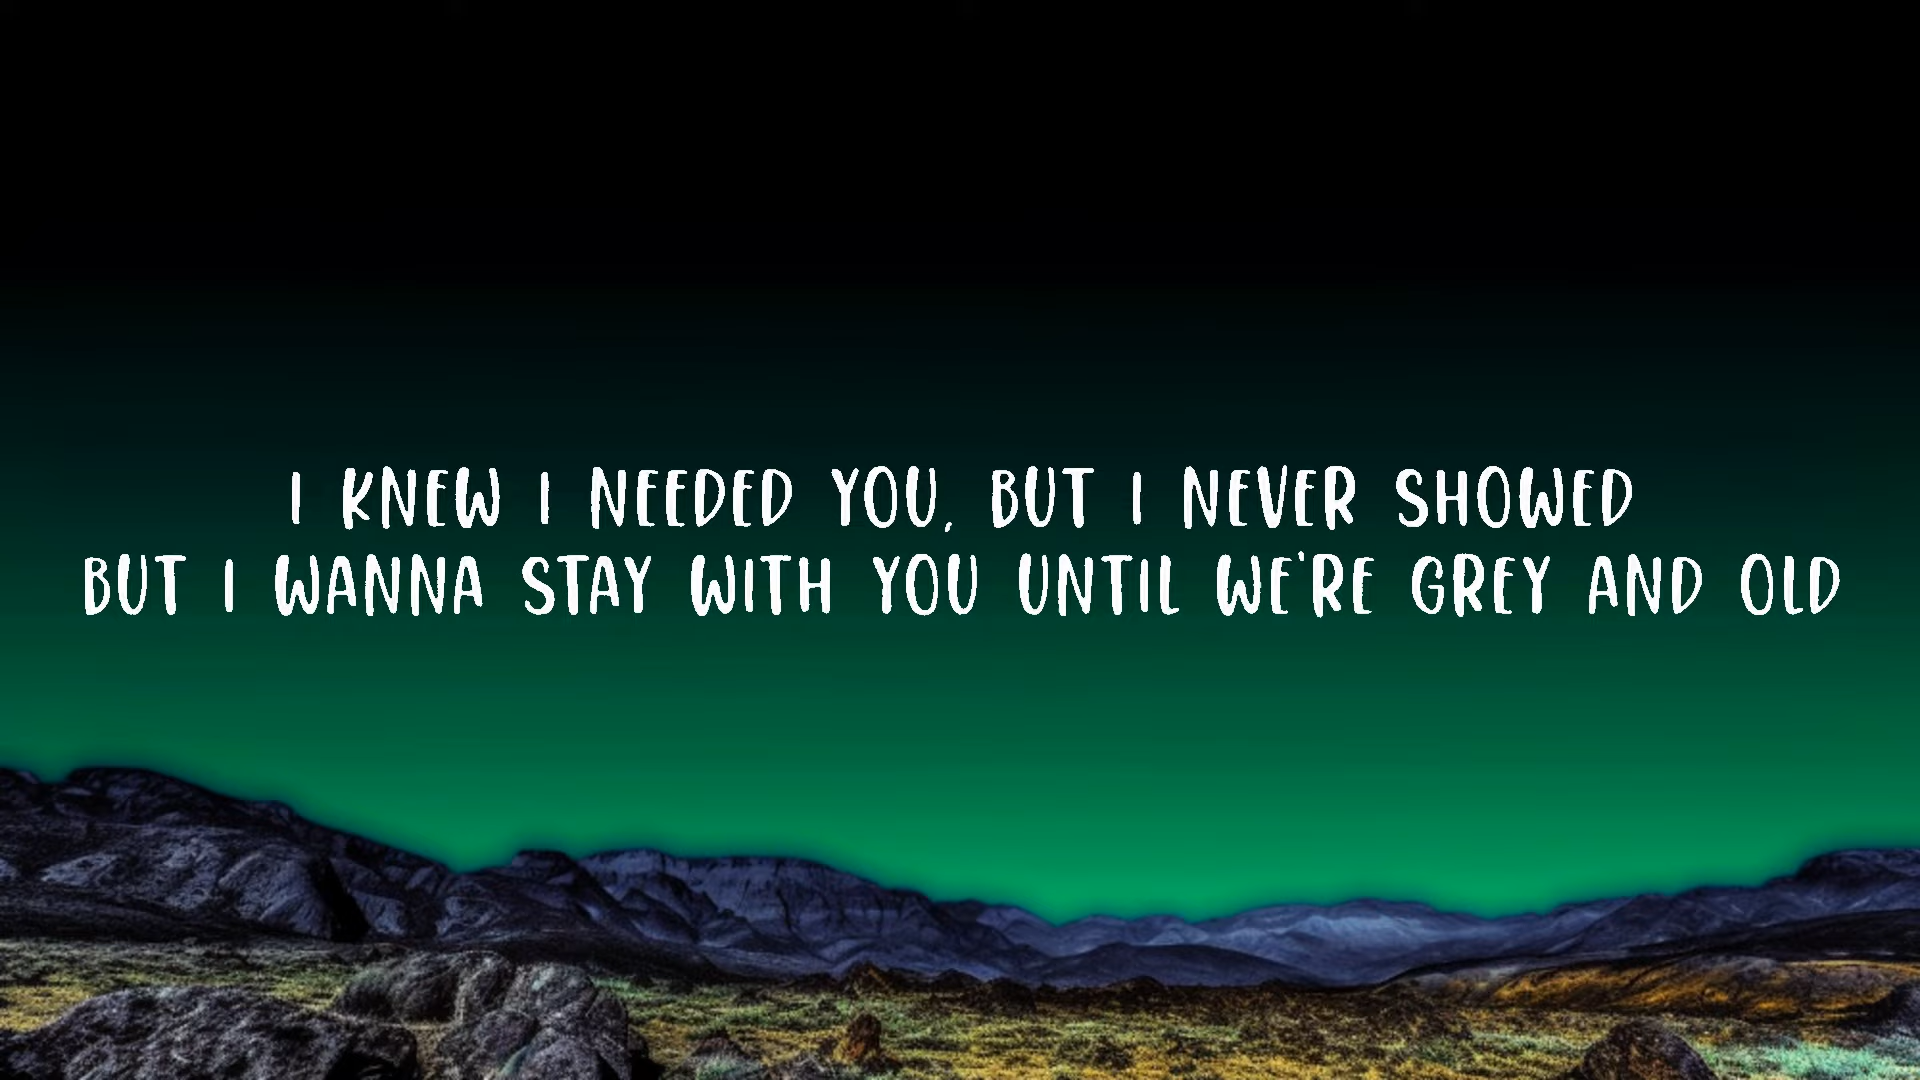 I KNEW I NEEDED YOU, BUT I NEVER SHOWED
BUT I WANNA STAY WITH YOU UNTIL WE'RE GREY AND OLD